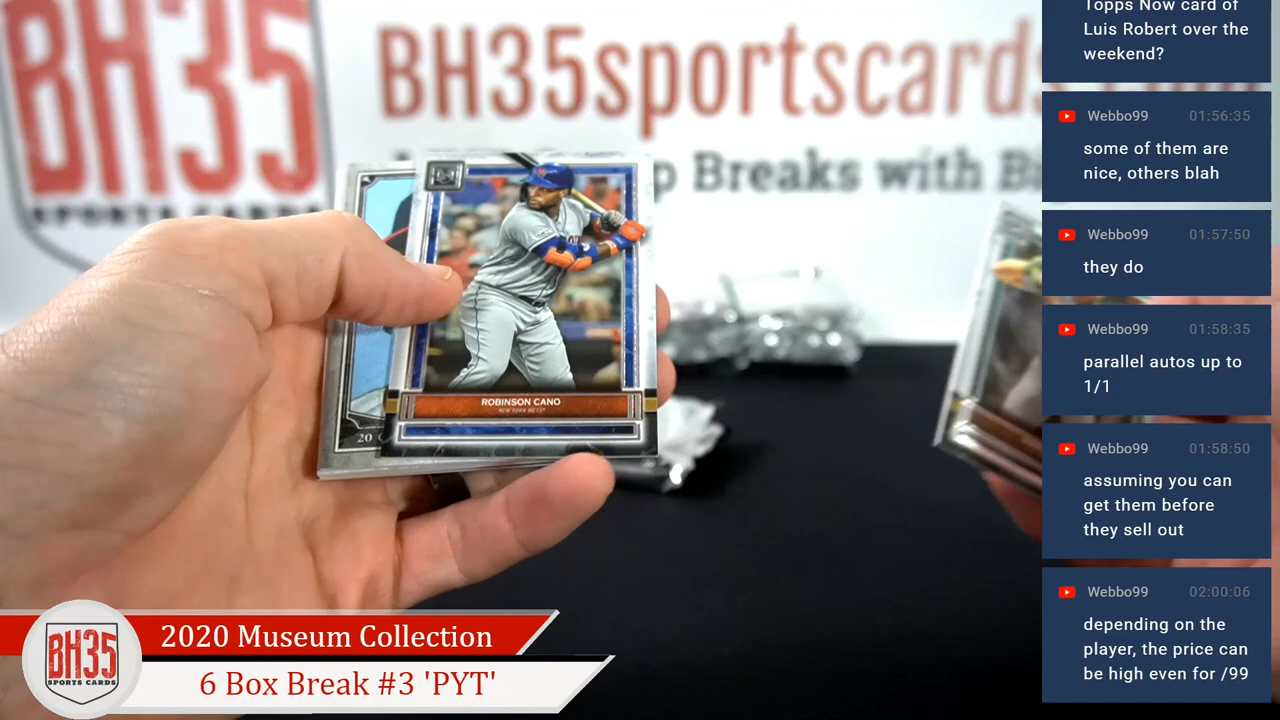 BH35
SPORTS CARDS
BH35sportscards
p Breaks with Bi
ROBINSON CANO
NEW YORK METS
20
Topps Now card of
Luis Robert over the
weekend?
Webbo99 01:56:35
some of them are
nice, others blah
Webbo99 01:57:50
they do
Webbo99 01:58:35
parallel autos up to
1/1
Webbo99 01:58:50
assuming you can
get them before
they sell out
Webbo99 02:00:06
depending on the
player, the price can
be high even for /99
BH35
SPORTS CARDS
2020 Museum Collection
6 Box Break #3 'PYT'